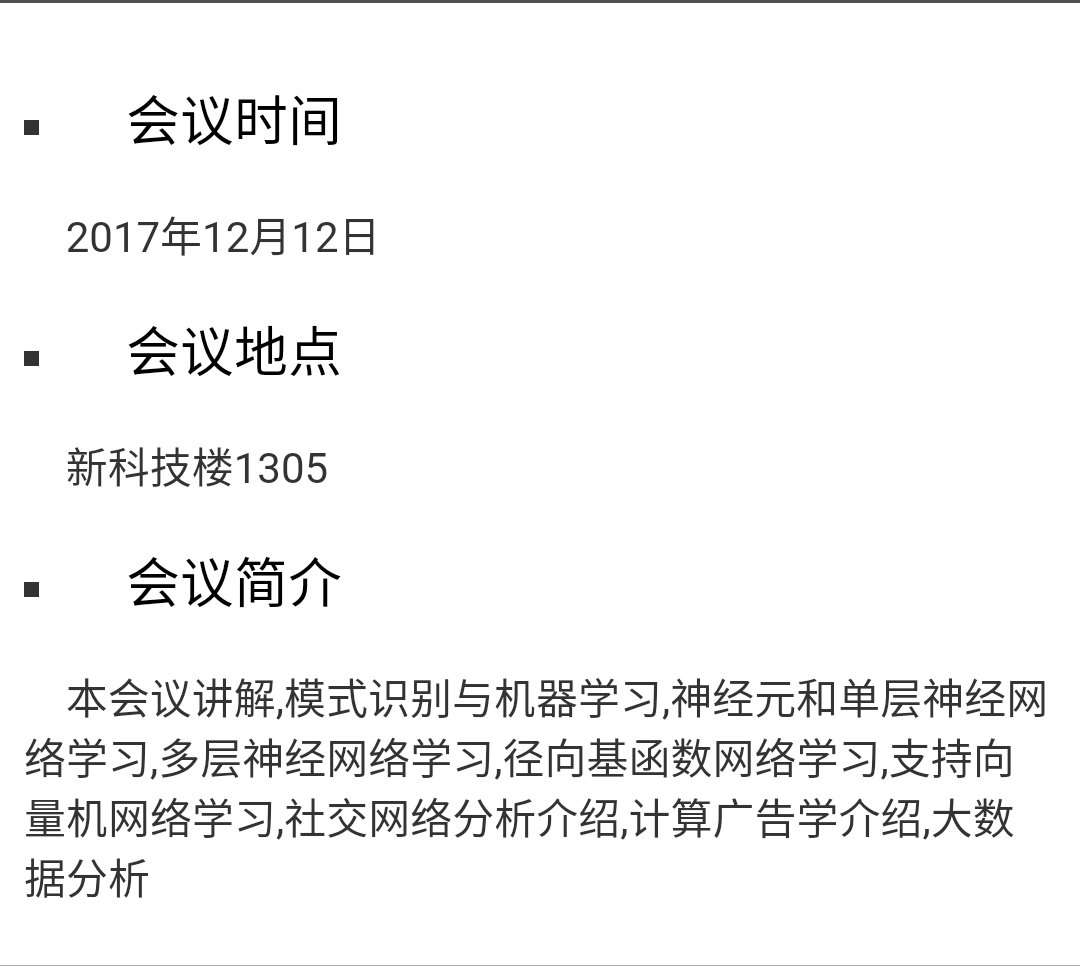 ▪ 会议时间
2017年12月12日
▪ 会议地点
新科技楼1305
▪ 会议简介
本会议讲解,模式识别与机器学习,神经元和单层神经网
络学习,多层神经网络学习,径向基函数网络学习,支持向
量机网络学习,社交网络分析介绍,计算广告学介绍,大数
据分析